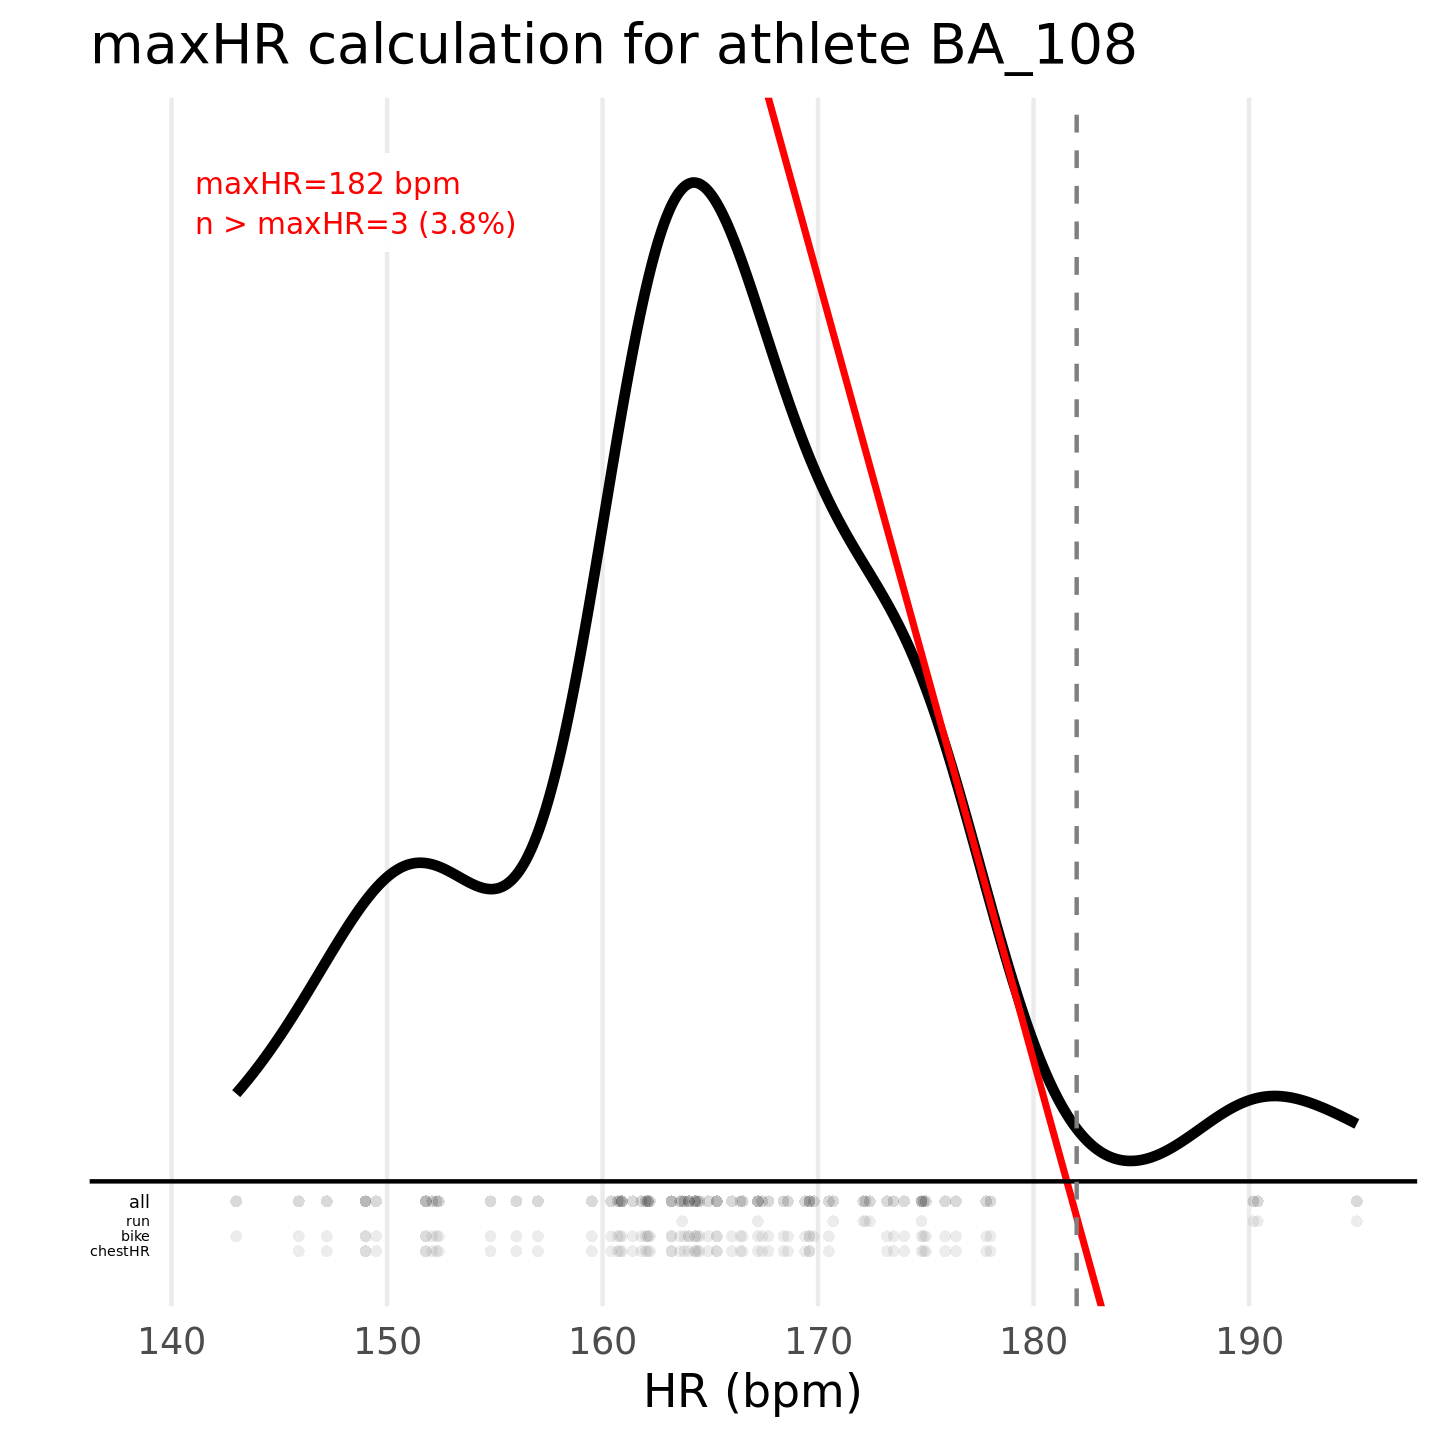 maxHR calculation for athlete BA_108
maxHR=182 bpm
n > maxHR=3 (3.8%)
all
run
bike
chestHR
140 150 160 170 180 190
HR (bpm)